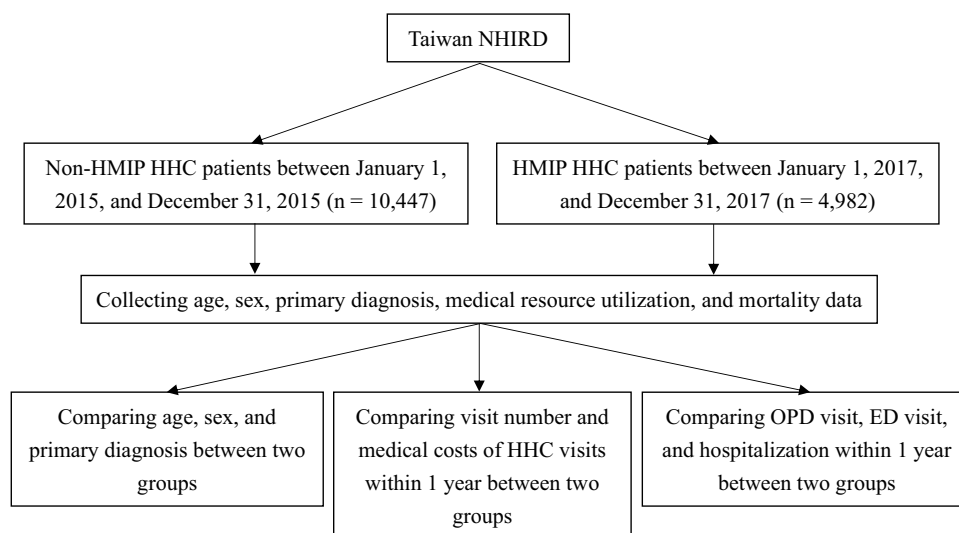 Taiwan NHIRD
Non-HMIP HHC patients between January 1,
2015, and December 31, 2015 (n = 10,447)
HMIP HHC patients between January 1, 2017,
and December 31, 2017 (n = 4,982)
Collecting age, sex, primary diagnosis, medical resource utilization, and mortality data
Comparing age, sex, and
primary diagnosis between two
groups
Comparing visit number and
medical costs of HHC visits
within 1 year between two
groups
Comparing OPD visit, ED visit,
and hospitalization within 1 year
between two groups